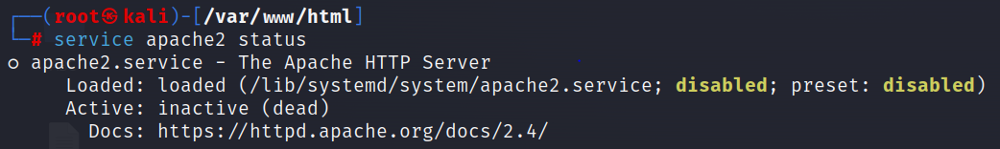 ┌──(root㉿kali)-[/var/www/html]
└─# service apache2 status
○ apache2.service - The Apache HTTP Server
     Loaded: loaded (/lib/systemd/system/apache2.service; disabled; preset: disabled)
     Active: inactive (dead)
       Docs: https://httpd.apache.org/docs/2.4/